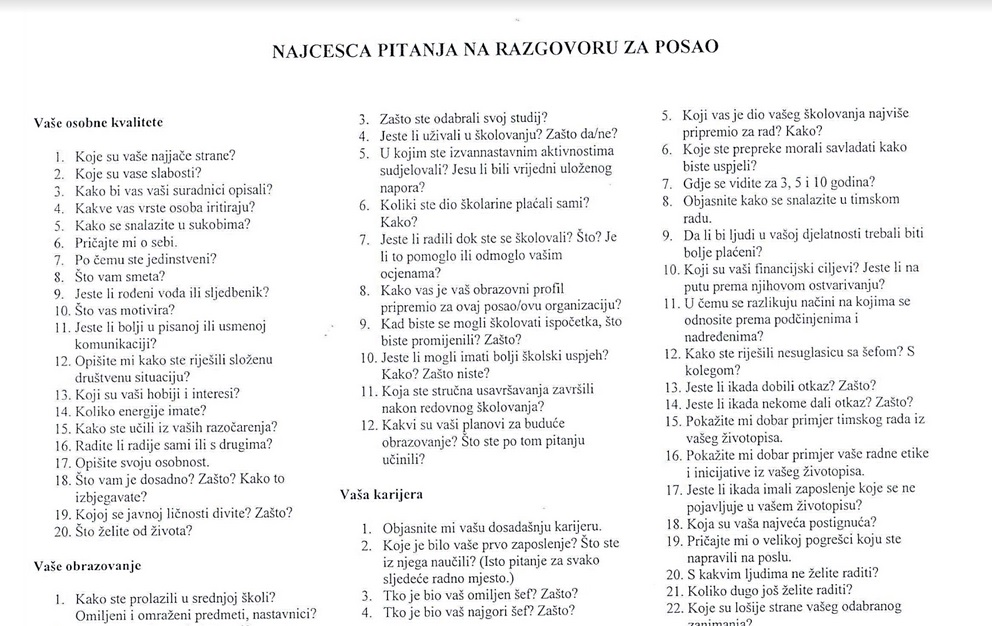 NAJCESCA PITANJA NA RAZGOVORU ZA POSAO
Vaše osobne kvalitete
1. Koje su vaše najjače strane?
2. Koje su vase slabosti?
3. Kako bi vas vaši suradnici opisali?
4. Kakve vas vrste osoba iritiraju?
5. Kako se snalazite u sukobima?
6. Pričajte mi o sebi.
7. Po čemu ste jedinstveni?
8. Što vam smeta?
9. Jeste li rođeni vođa ili sljedbenik?
10. Što vas motivira?
11. Jeste li bolji u pisanoj ili usmenoj
komunikaciji?
12. Opišite mi kako ste riješili složenu
društvenu situaciju?
13. Koji su vaši hobiji i interesi?
14. Koliko energije imate?
15. Kako ste učili iz vaših razočarenja?
16. Radite li radije sami ili s drugima?
17. Opišite svoju osobnost.
18. Što vam je dosadno? Zašto? Kako to
izbjegavate?
19. Kojoj se javnoj ličnosti divite? Zašto?
20. Što želite od života?
Vaše obrazovanje
1. Kako ste prolazili u srednjoj školi?
Omiljeni i omraženi predmeti, nastavnici?
3. Zašto ste odabrali svoj studij?
4. Jeste li uživali u školovanju? Zašto da/ne?
5. U kojim ste izvannastavnim aktivnostima
sudjelovali? Jesu li bili vrijedni uloženog
napora?
6. Koliki ste dio školarine plaćali sami?
Kako?
7. Jeste li radili dok ste se školovali? Što? Je
li to pomoglo ili odmoglo vašim
ocjenama?
8. Kako vas je vaš obrazovni profil
pripremio za ovaj posao/ovu organizaciju?
9. Kad biste se mogli školovati ispočetka, što
biste promijenili? Zašto?
10. Jeste li mogli imati bolji školski uspjeh?
Kako? Zašto niste?
11. Koja ste stručna usavršavanja završili
nakon redovnog školovanja?
12. Kakvi su vaši planovi za buduće
obrazovanje? Što ste po tom pitanju
učinili?
Vaša karijera
1. Objasnite mi vašu dosadašnju karijeru.
2. Koje je bilo vaše prvo zaposlenje? Što ste
iz njega naučili? (Isto pitanje za svako
sljedeće radno mjesto.)
3. Tko je bio vaš omiljen šef? Zašto?
4. Tko je bio vaš najgori šef? Zašto?
5. Koji vas je dio vašeg školovanja najviše
pripremio za rad? Kako?
6. Koje ste prepreke morali savladati kako
biste uspjeli?
7. Gdje se vidite za 3, 5 i 10 godina?
8. Objasnite kako se snalazite u timskom
radu.
9. Da li bi ljudi u vašoj djelatnosti trebali biti
bolje plaćeni?
10. Koji su vaši financijski ciljevi? Jeste li na
putu prema njihovom ostvarivanju?
11. U čemu se razlikuju načini na kojima se
odnosite prema podčinjenima i
nadređenima?
12. Kako ste riješili nesuglasicu sa šefom? S
kolegom?
13. Jeste li ikada dobili otkaz? Zašto?
14. Jeste li ikada nekome dali otkaz? Zašto?
15. Pokažite mi dobar primjer timskog rada iz
vašeg životopisa.
16. Pokažite mi dobar primjer vaše radne etike
i inicijative iz vašeg životopisa.
17. Jeste li ikada imali zaposlenje koje se ne
pojavljuje u vašem životopisu?
18. Koja su vaša najveća postignuća?
19. Pričajte mi o velikoj pogrešci koju ste
napravili na poslu.
20. S kakvim ljudima ne želite raditi?
21. Koliko dugo još želite raditi?
22. Koje su lošije strane vašeg odabranog
zanimanja?